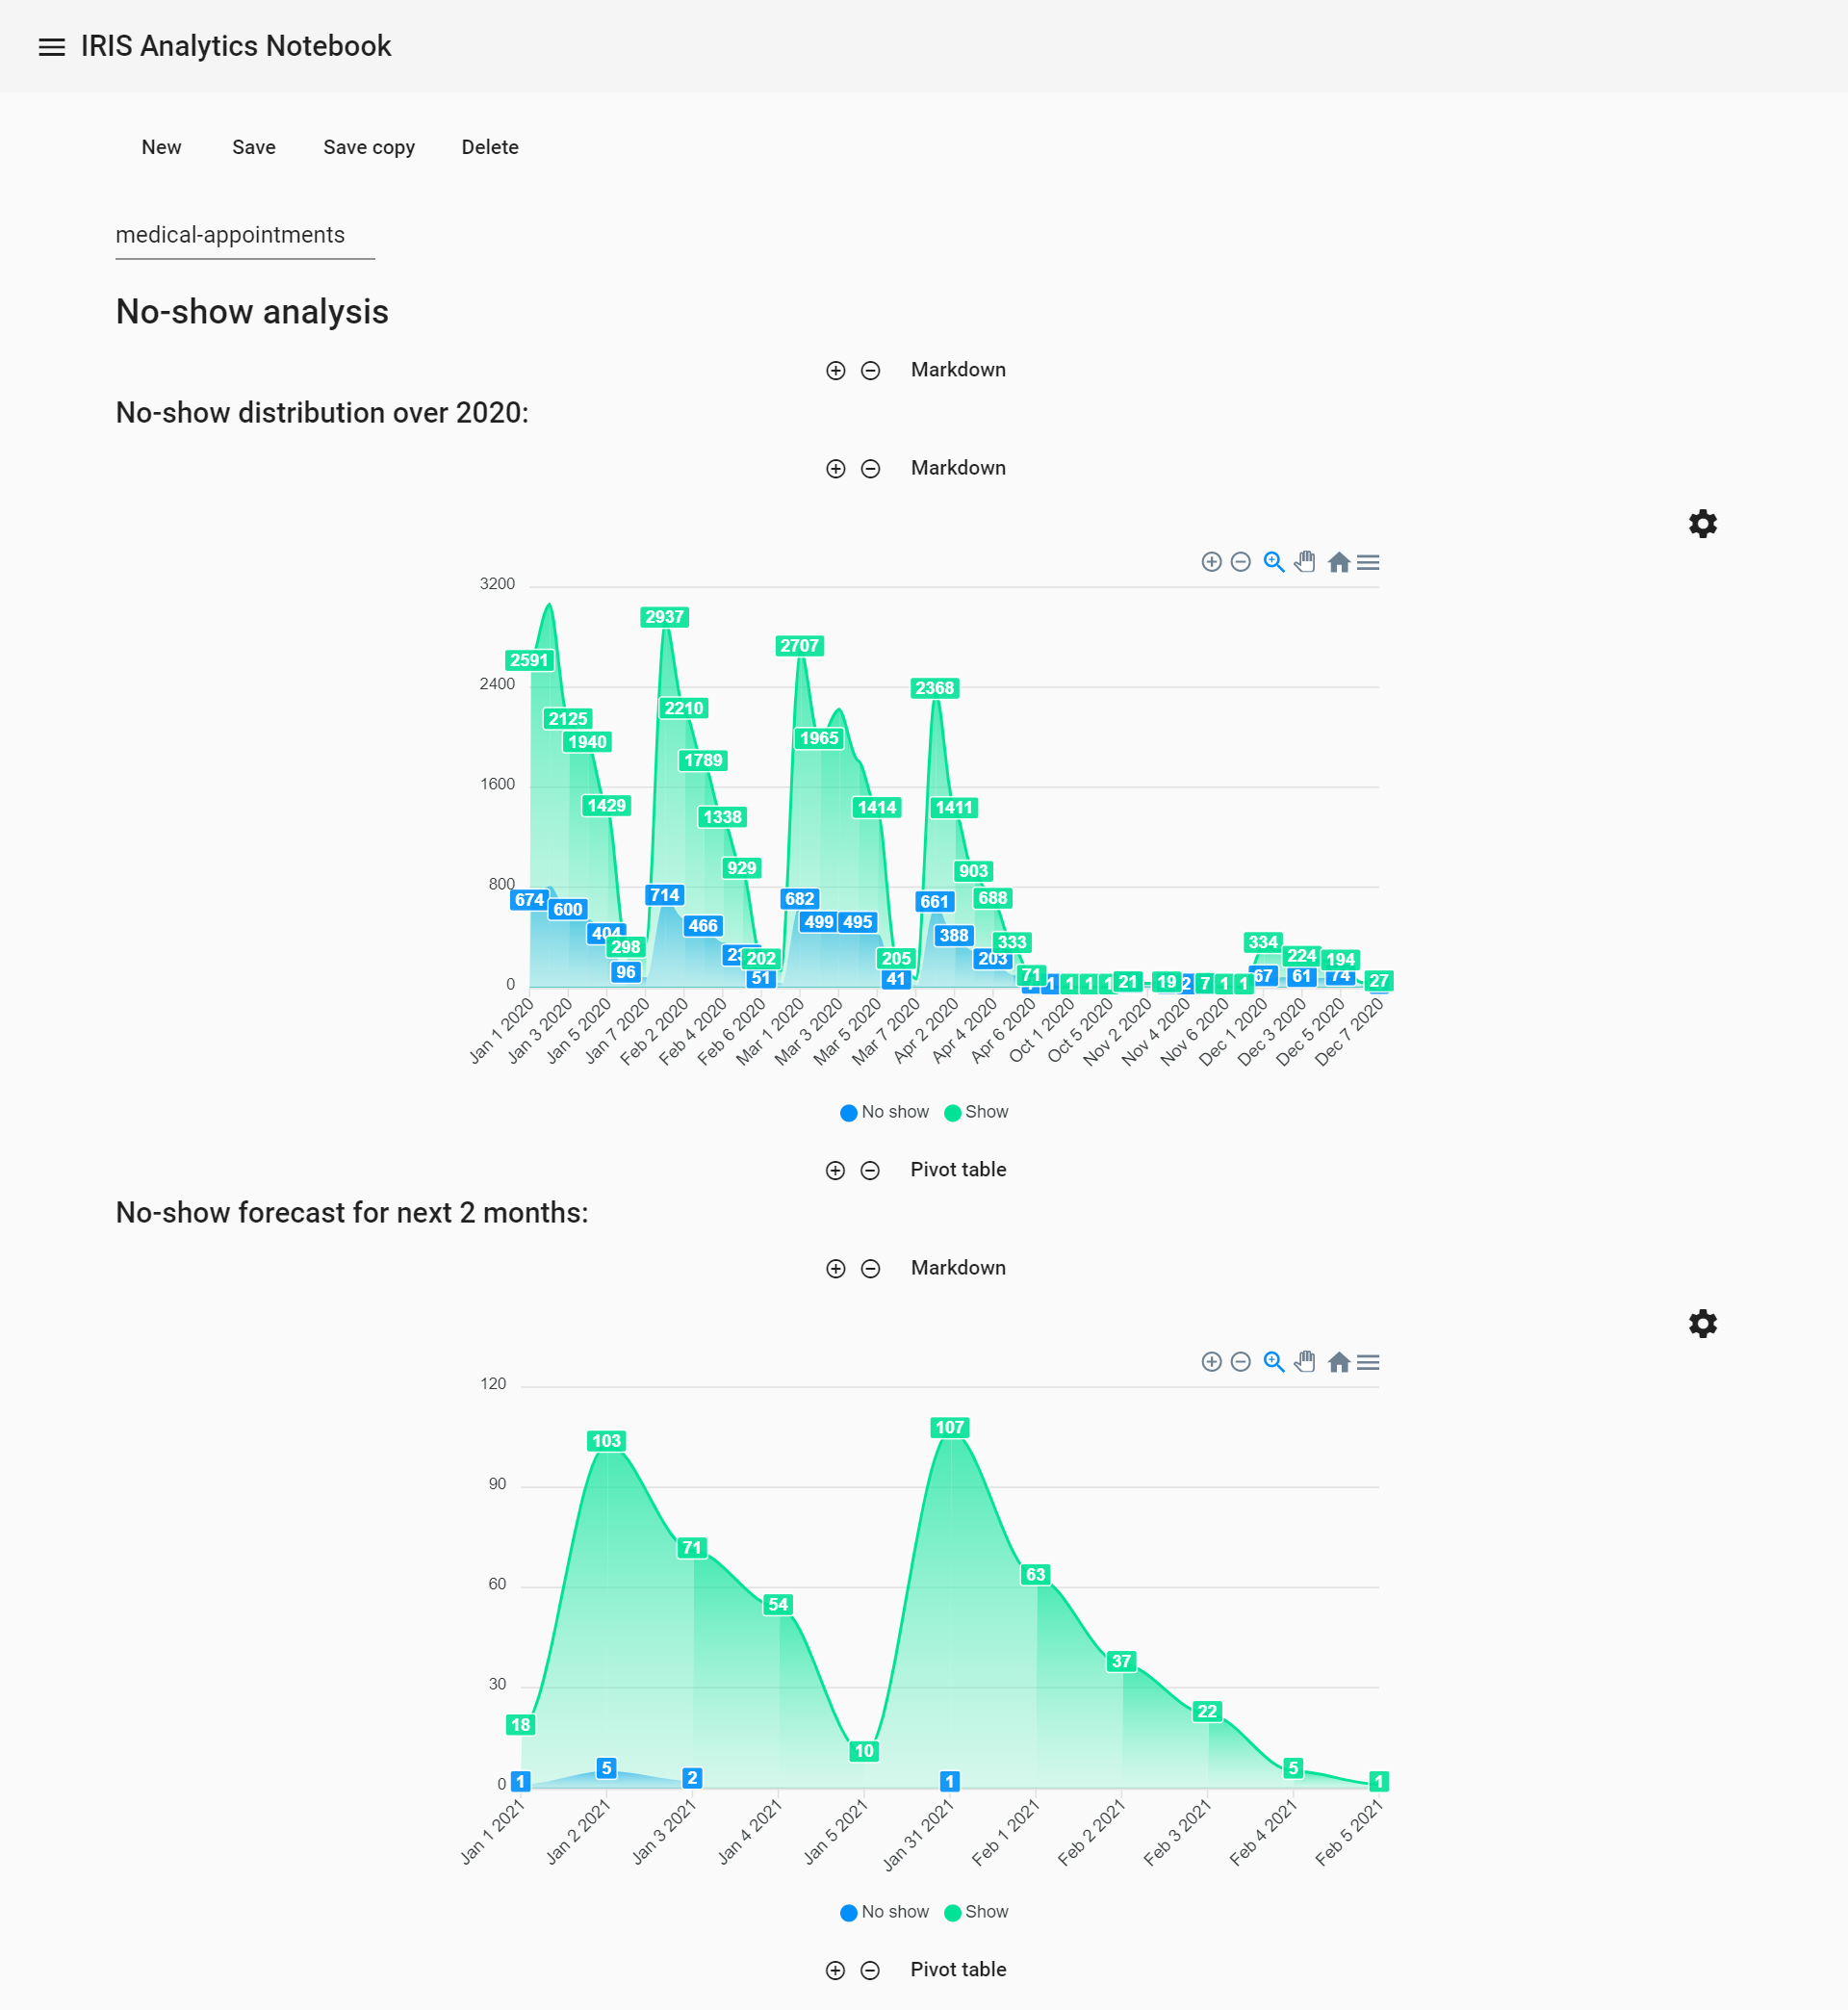 IRIS Analytics Notebook
New Save Save copy Delete
medical-appointments
No-show analysis
Markdown
No-show distribution over 2020:
Markdown
3200
2400
1600
800
0
2591
2125
1940
1429
298
2937
2210
1789
1338
929
202
2707
1965
1414
205
2368
1411
903
688
333
71
1
1
1
21
19
7
1
1
334
224
194
27
674
600
404
96
714
466
51
682
499
495
41
661
388
203
1
2
67
61
74
Jan 1 2020
Jan 3 2020
Jan 5 2020
Jan 7 2020
Feb 2 2020
Feb 4 2020
Feb 6 2020
Mar 1 2020
Mar 3 2020
Mar 5 2020
Mar 7 2020
Apr 2 2020
Apr 4 2020
Apr 6 2020
Oct 1 2020
Oct 5 2020
Nov 2 2020
Nov 4 2020
Nov 6 2020
Dec 1 2020
Dec 3 2020
Dec 5 2020
Dec 7 2020
No show Show
Pivot table
No-show forecast for next 2 months:
Markdown
120
90
60
30
0
18
103
71
54
10
107
63
37
22
5
1
1
5
2
1
Jan 1 2021
Jan 2 2021
Jan 3 2021
Jan 4 2021
Jan 5 2021
Jan 31 2021
Feb 1 2021
Feb 2 2021
Feb 3 2021
Feb 4 2021
Feb 5 2021
No show Show
Pivot table